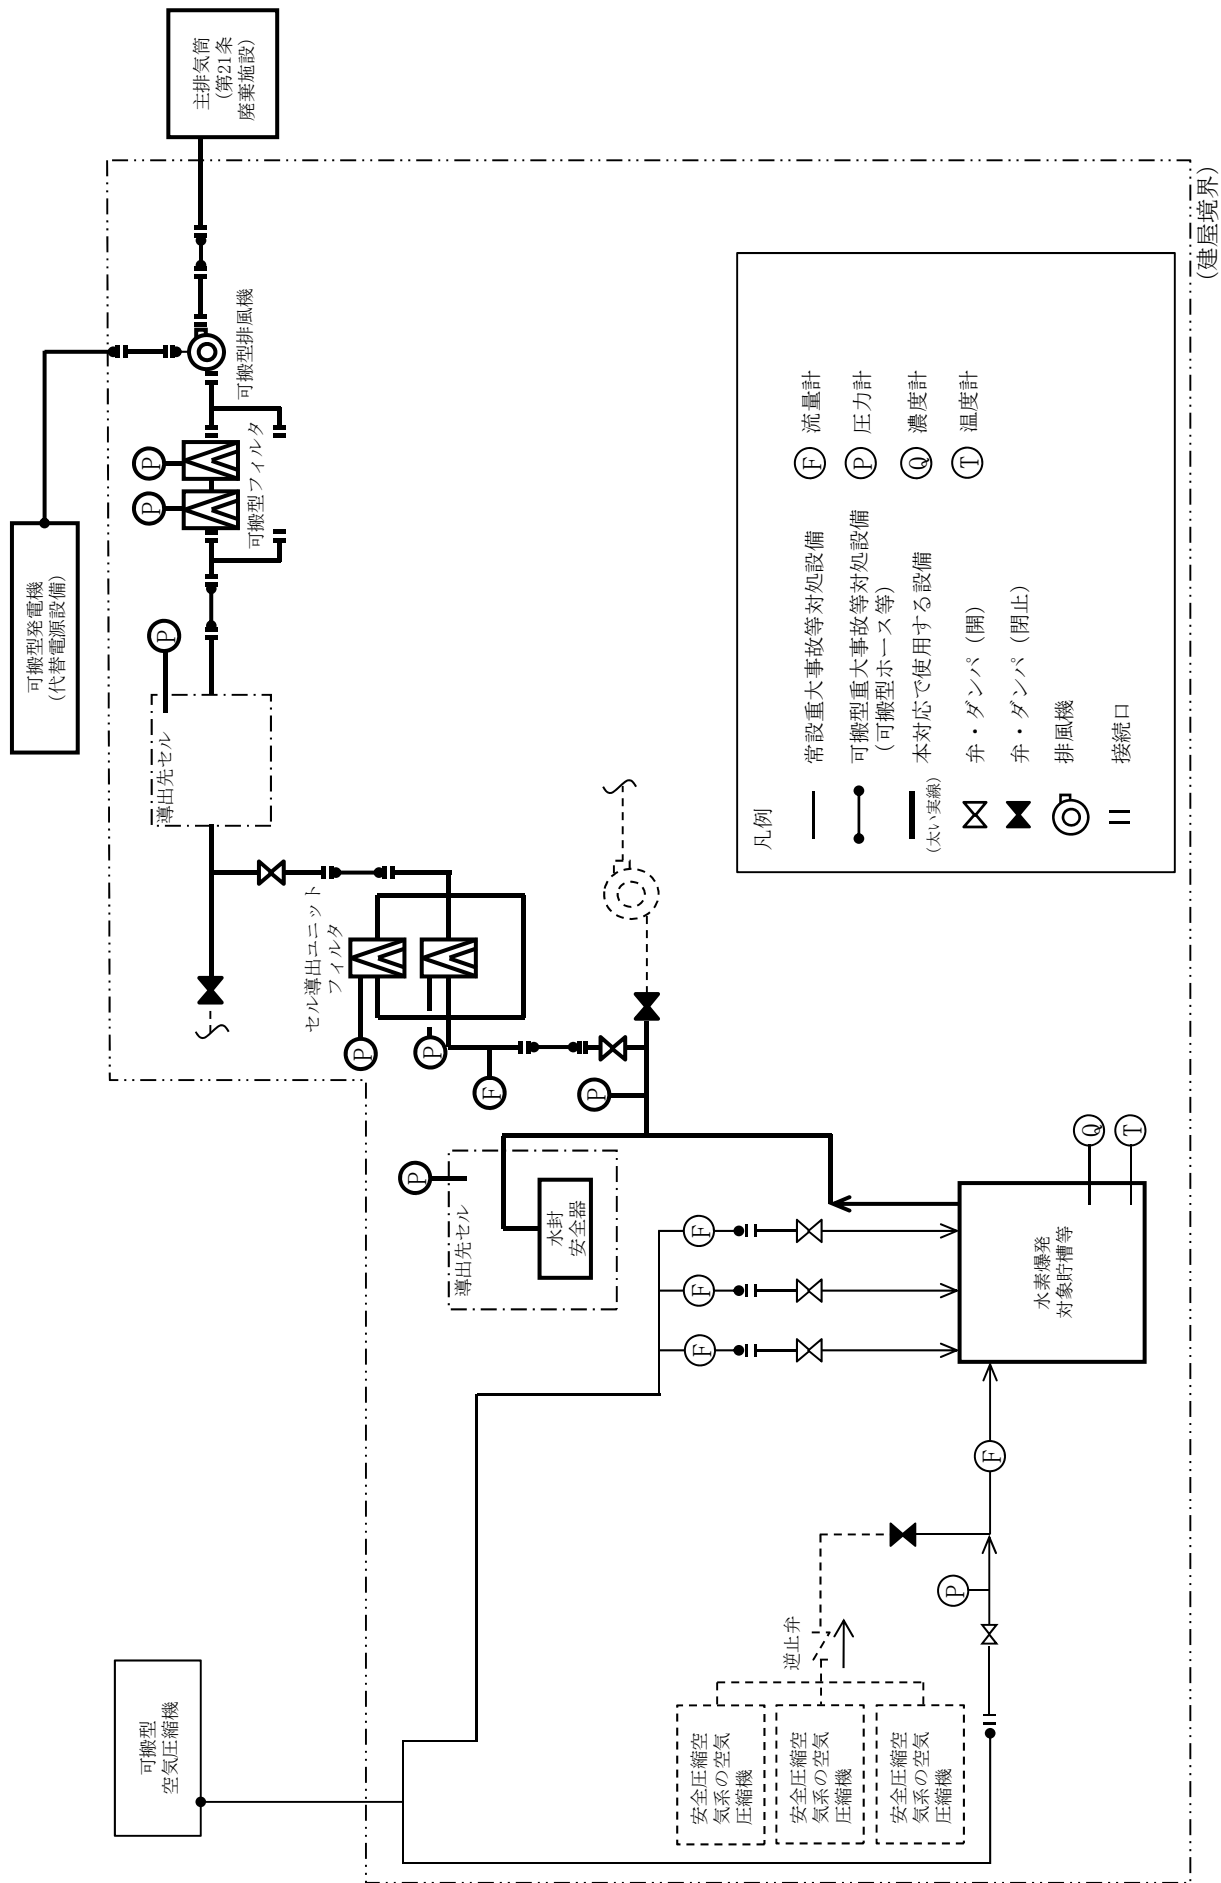 主排気筒
(第21条
廃棄施設)
(建屋境界)
可搬型排風機
可搬型フィルタ
P
P
可搬型発電機
(代替電源設備)
P
導出先セル
セル導出ユニット
フィルタ
P
P
F
P
P
導出先セル
水封
安全器
F
F
F
Q
T
水素爆発
対象貯槽等
F
P
逆止弁
安全圧縮空
気系の空気
圧縮機
安全圧縮空
気系の空気
圧縮機
安全圧縮空
気系の空気
圧縮機
可搬型
空気圧縮機
凡例
常設重大事故等対処設備
可搬型重大事故等対処設備
(可搬型ホース等)
本対応で使用する設備
(太い実線)
弁・ダンパ (開)
弁・ダンパ (閉止)
排風機
接続口
F 流量計
P 圧力計
Q 濃度計
T 温度計